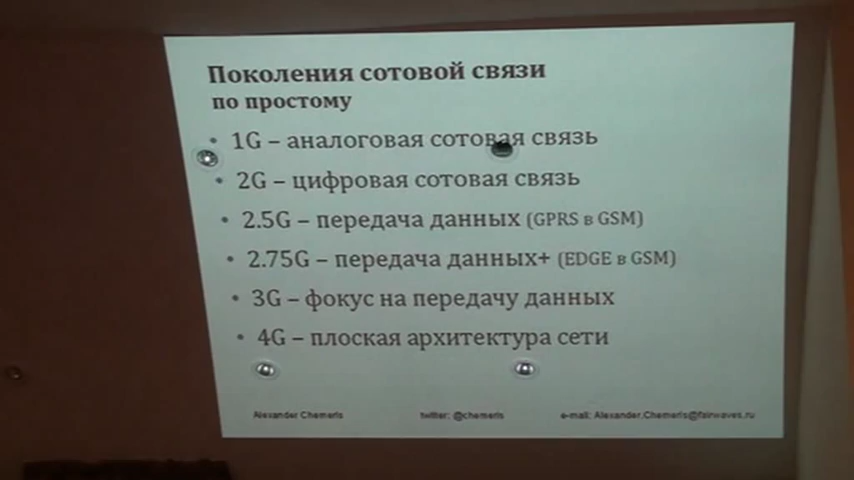 Поколения сотовой связи
по простому
• 1G – аналоговая сотовая связь
• 2G – цифровая сотовая связь
• 2.5G – передача данных (GPRS в GSM)
• 2.75G – передача данных+ (EDGE в GSM)
• 3G – фокус на передачу данных
• 4G – плоская архитектура сети
Alexander Chemeris twitter: @chemeris e-mail: Alexander.Chemeris@fairwaves.ru